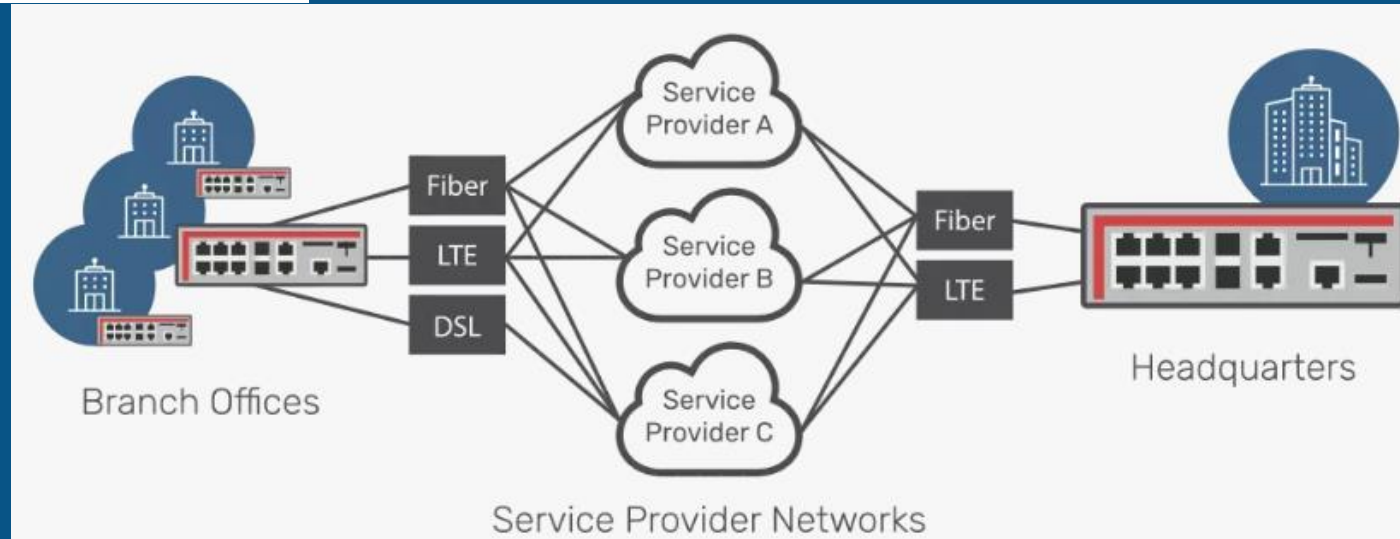 Service
Provider A
Fiber
LTE
DSL
Service
Provider B
Fiber
LTE
Service
Provider C
Branch Offices
Headquarters
Service Provider Networks